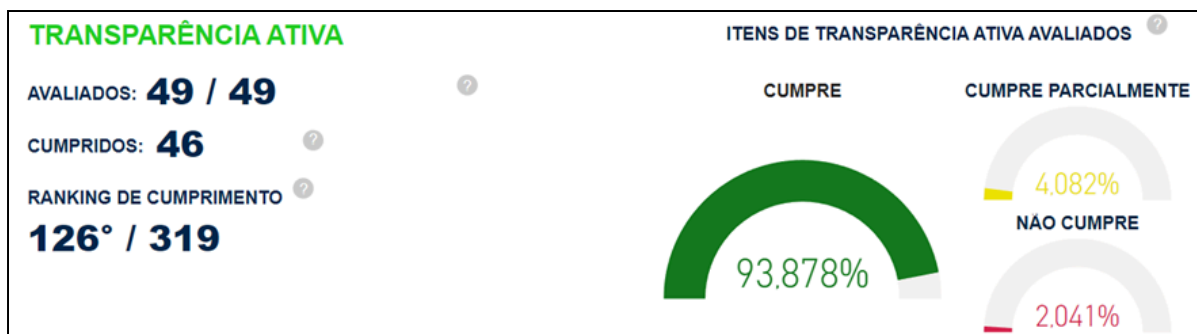 TRANSPARÊNCIA ATIVA
AVALIADOS: 49 / 49 ?
CUMPRIDOS: 46 ?
RANKING DE CUMPRIMENTO ?
126° / 319
ITENS DE TRANSPARÊNCIA ATIVA AVALIADOS ?
CUMPRE
93,878%
CUMPRE PARCIALMENTE
4,082%
NÃO CUMPRE
2,041%